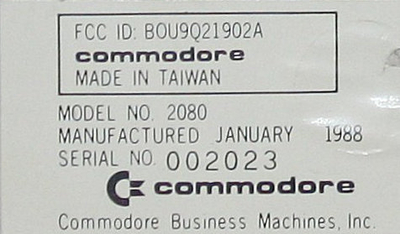 FCC ID: BOU9Q21902A
commodore
MADE IN TAIWAN
MODEL NO. 2080
MANUFACTURED JANUARY 1988
SERIAL NO. 002023
commodore
Commodore Business Machines, Inc.